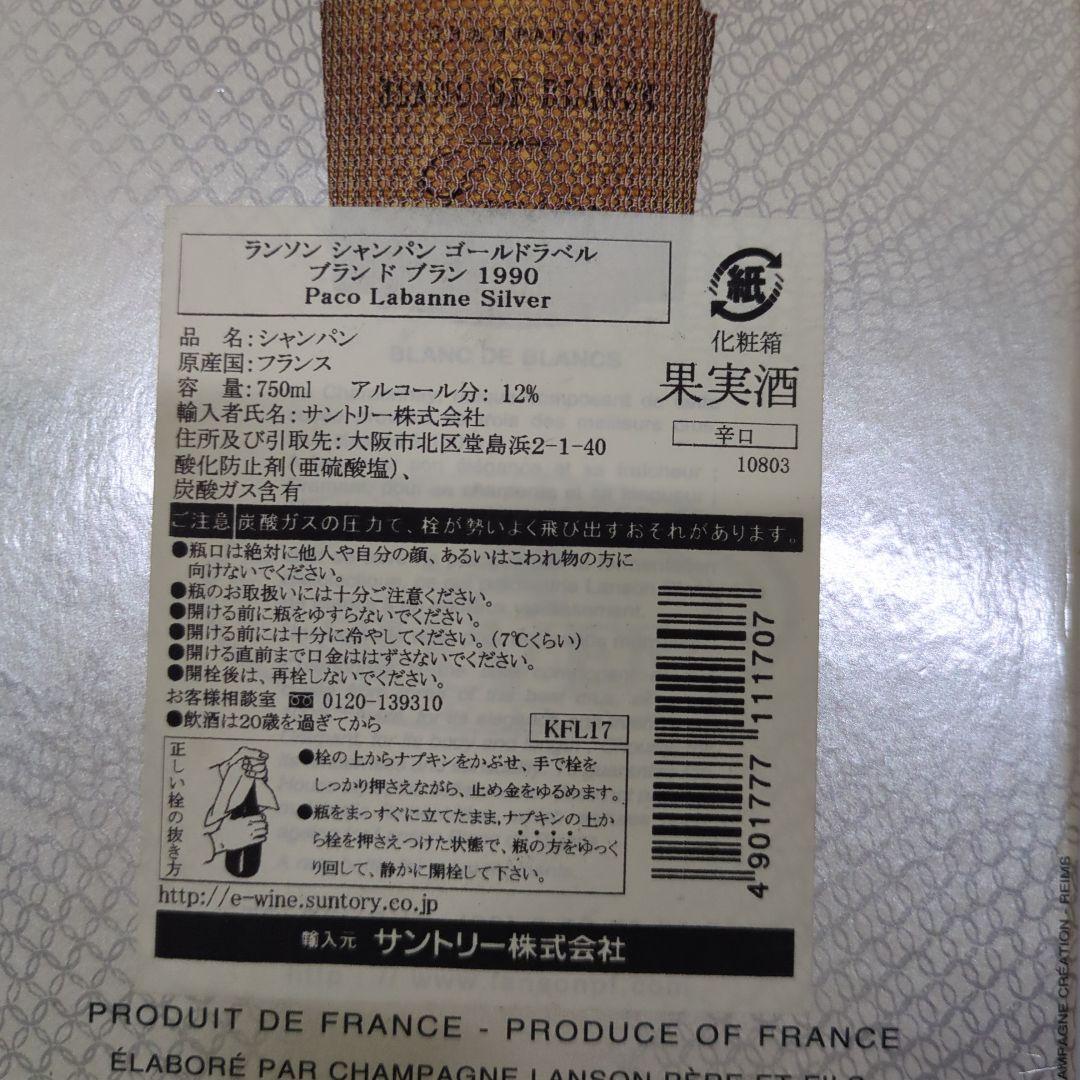 CHAMPAGNE
BLANC DE BLANCS
ランソン シャンパン ゴールドラベル
ブラン ド ブラン 1990
Paco Labanne Silver
紙
化粧箱
果実酒
辛口
10803
品 名:シャンパン
原産国:フランス
容 量:750ml アルコール分: 12%
輸入者氏名:サントリー株式会社
住所及び引取先:大阪市北区堂島浜2-1-40
酸化防止剤(亜硫酸塩)、
炭酸ガス含有
ご注意 炭酸ガスの圧力で、栓が勢いよく飛び出すおそれがあります。
●瓶口は絶対に他人や自分の顔、あるいはこわれ物の方に
向けないでください。
●瓶のお取扱いには十分ご注意ください。
●開ける前に瓶をゆすらないでください。
●開ける前には十分に冷やしてください。(7℃くらい)
●開ける直前まで口金ははずさないでください。
●開栓後は、再栓しないでください。
お客様相談室 0120-139310
●飲酒は20歳を過ぎてから
KFL17
正しい栓の抜き方
●栓の上からナプキンをかぶせ、手で栓を
しっかり押さえながら、止め金をゆるめます。
●瓶をまっすぐに立てたまま,ナプキンの上か
ら栓を押さえつけた状態で、瓶の方をゆっく
り回して、静かに開栓して下さい。
4 901777 111707
http://e-wine.suntory.co.jp
輸入元 サントリー株式会社
BLANC DE BLANCS
PRODUIT DE FRANCE - PRODUCE OF FRANCE
ÉLABORÉ PAR CHAMPAGNE LANSON PÈRE ET FILS
CHAMPAGNE CRÉATION - REIMS